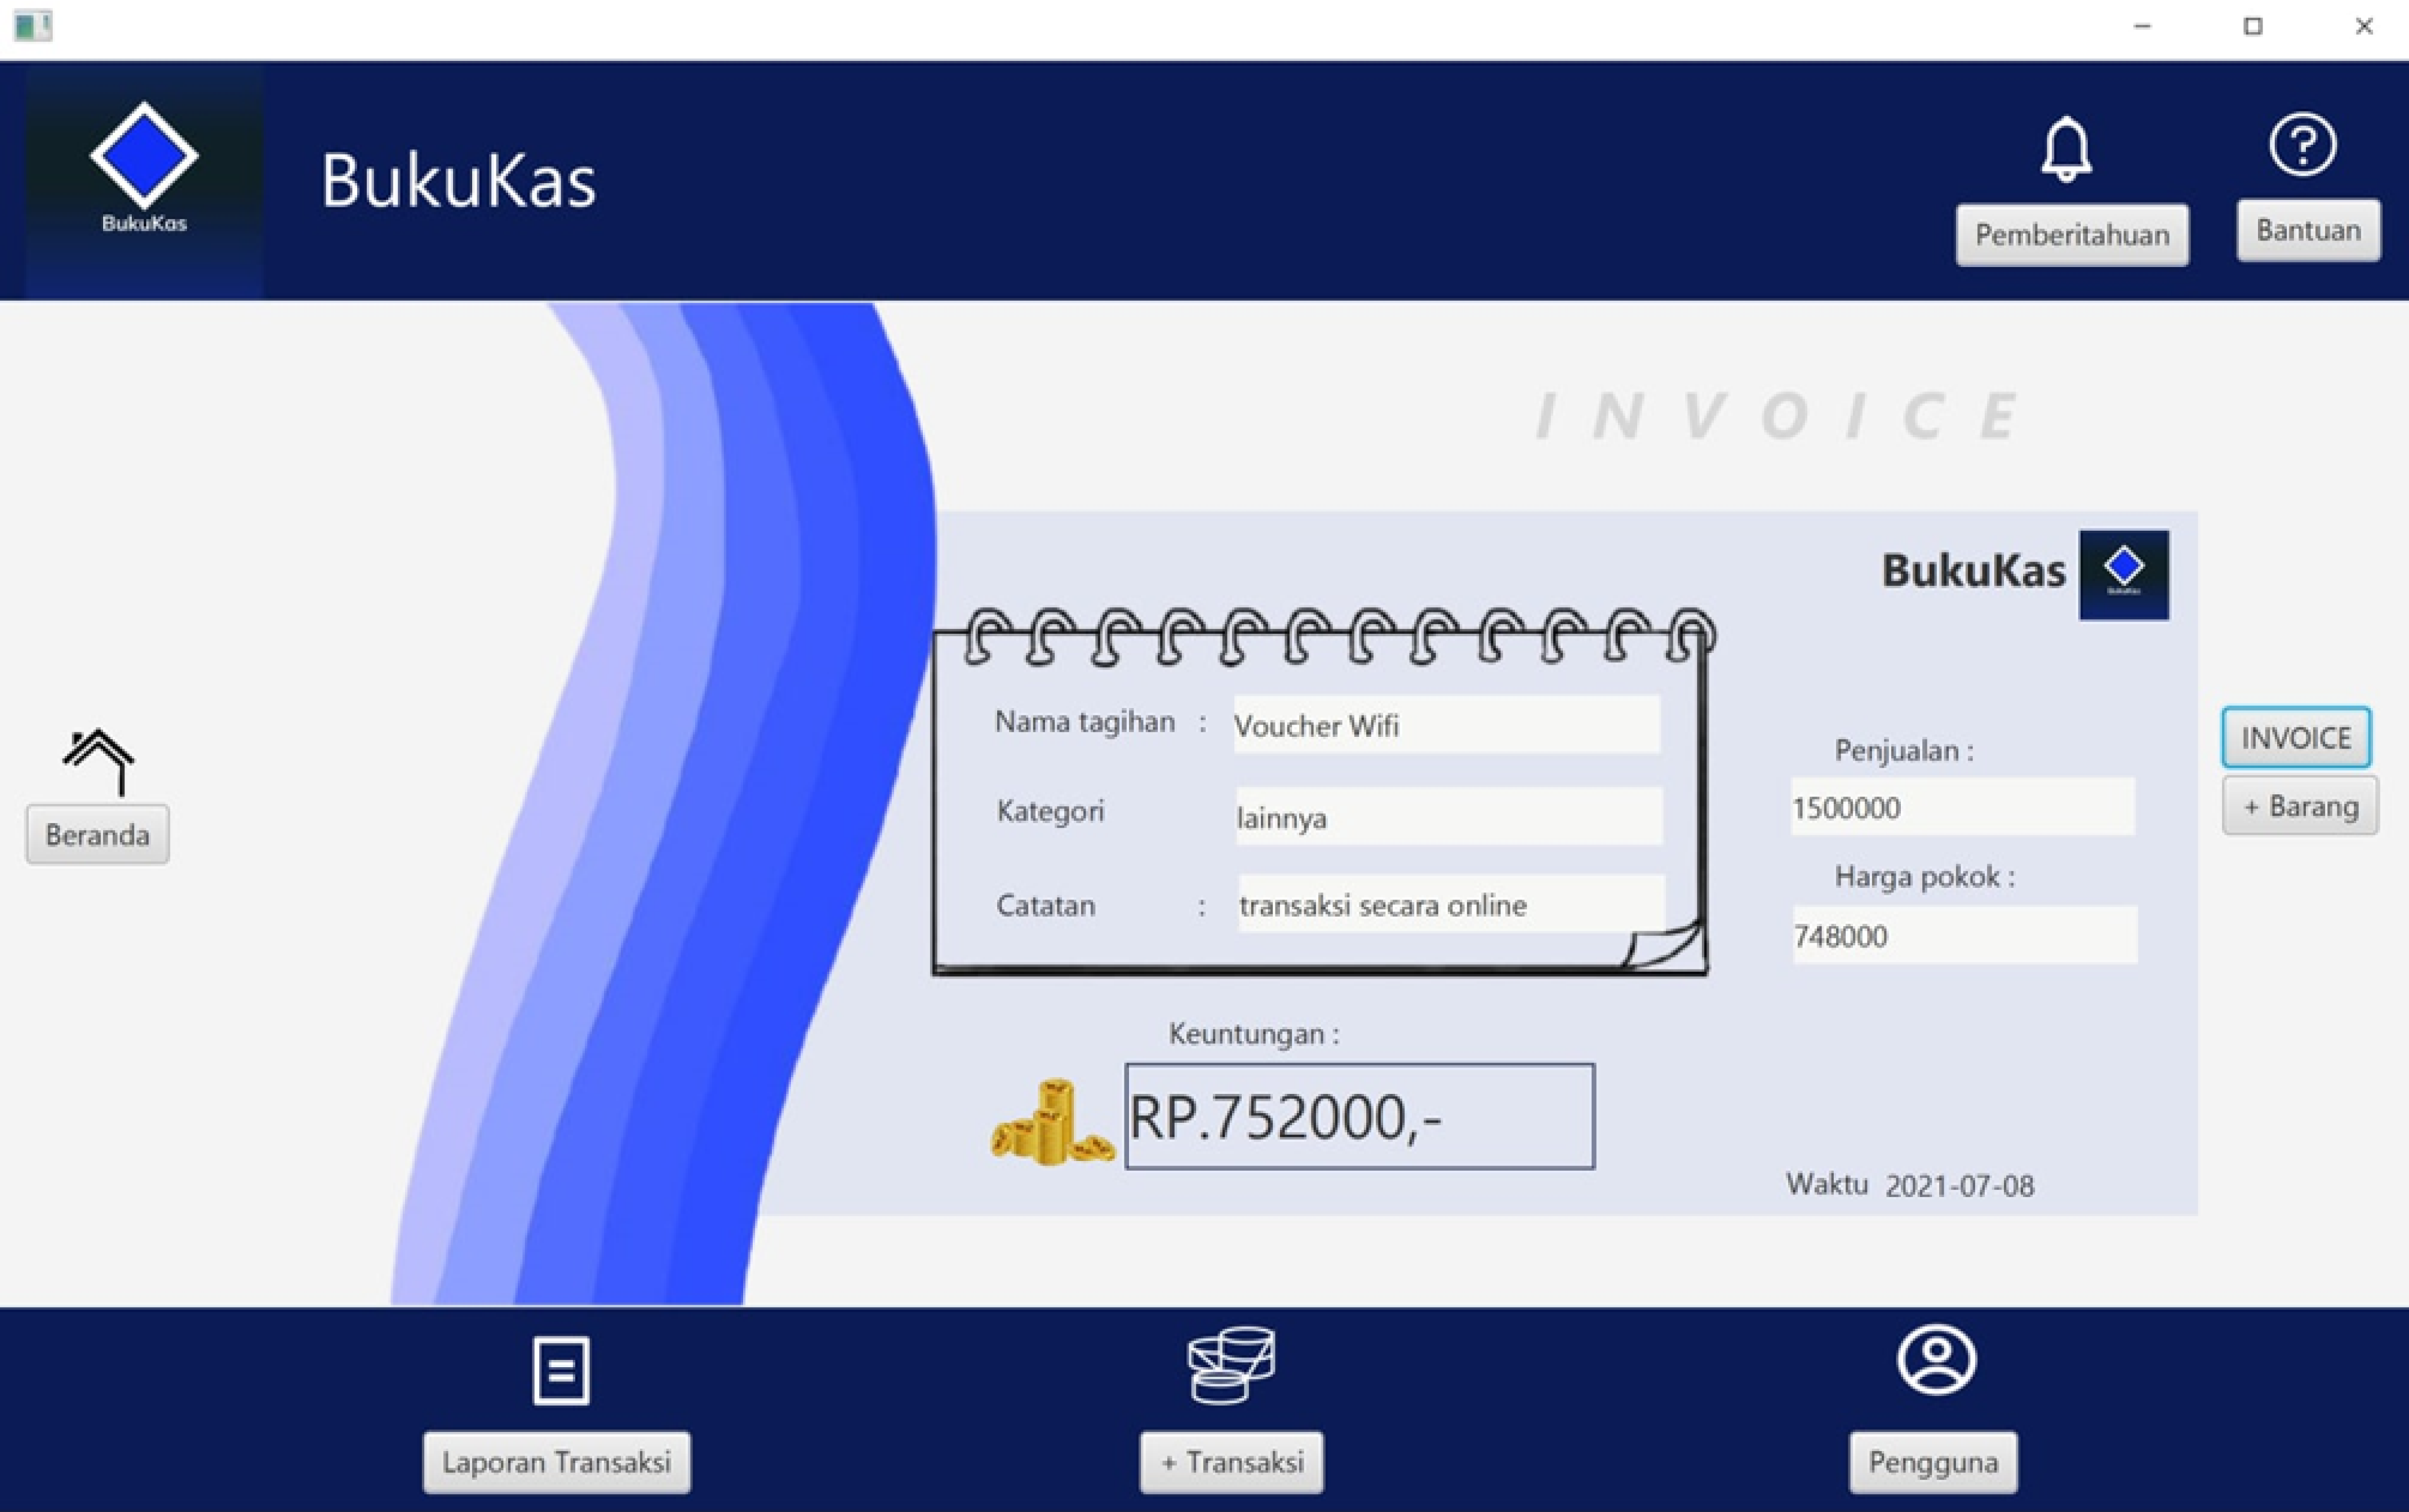 BukuKas
BukuKas
Pemberitahuan
Bantuan
INVOICE
BukuKas
Nama tagihan : Voucher Wifi
Kategori lainnya
Catatan : transaksi secara online
Penjualan :
1500000
Harga pokok :
748000
INVOICE
+ Barang
Beranda
Keuntungan :
RP.752000,-
Waktu 2021-07-08
Laporan Transaksi
+ Transaksi
Pengguna